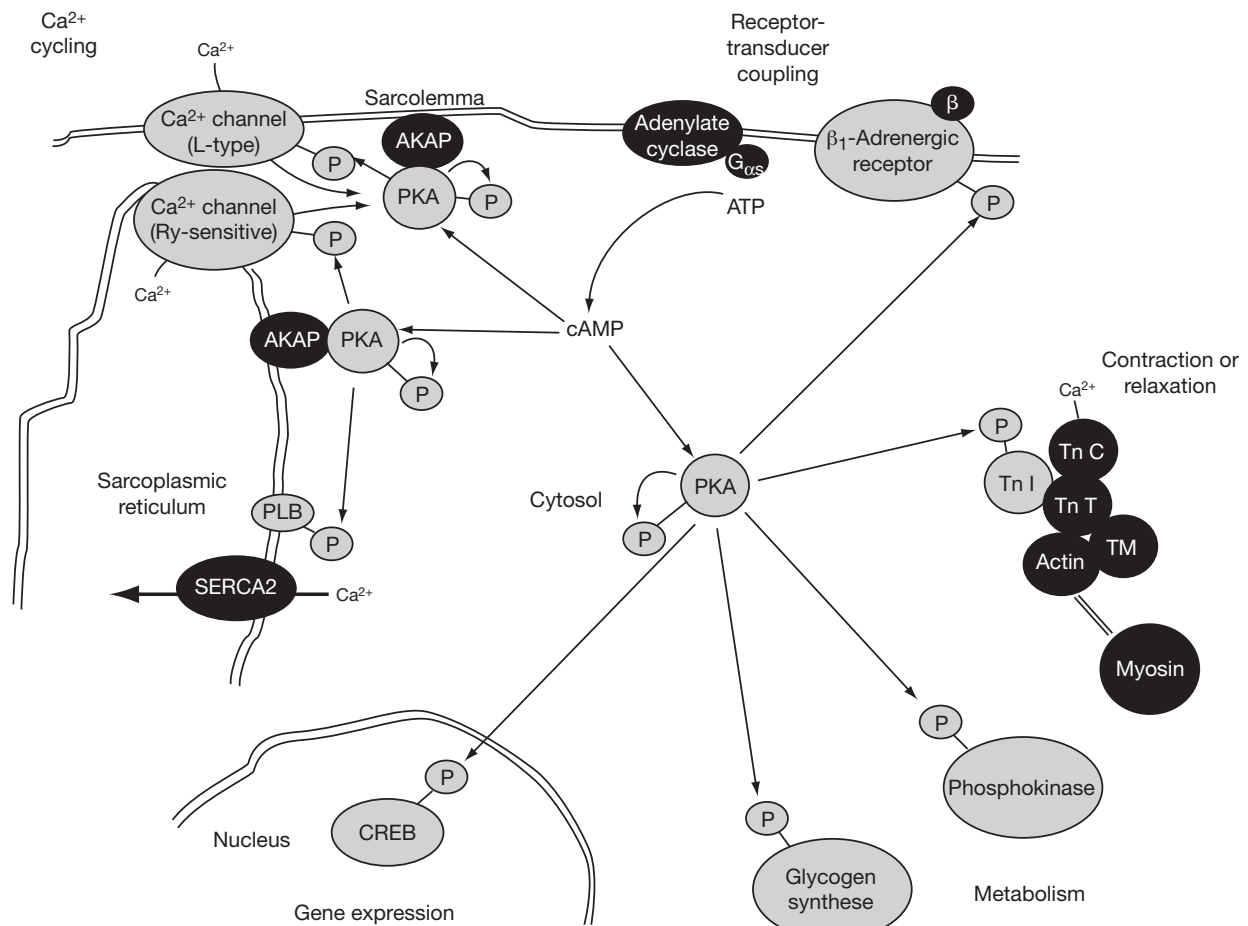 Ca²⁺
cycling
Receptor-
transducer
coupling
Ca²⁺
Sarcolemma
Ca²⁺ channel
(L-type)
P
AKAP
PKA
P
Adenylate
cyclase
Gαs
β
β₁-Adrenergic
receptor
P
ATP
Ca²⁺ channel
(Ry-sensitive)
P
Ca²⁺
AKAP
PKA
P
cAMP
Contraction or
relaxation
Ca²⁺
P
Tn C
Tn I
Tn T
TM
Actin
Myosin
Sarcoplasmic
reticulum
PLB
P
SERCA2
Ca²⁺
Cytosol
PKA
P
P
CREB
Nucleus
Gene expression
P
Phosphokinase
P
Glycogen
synthese
Metabolism